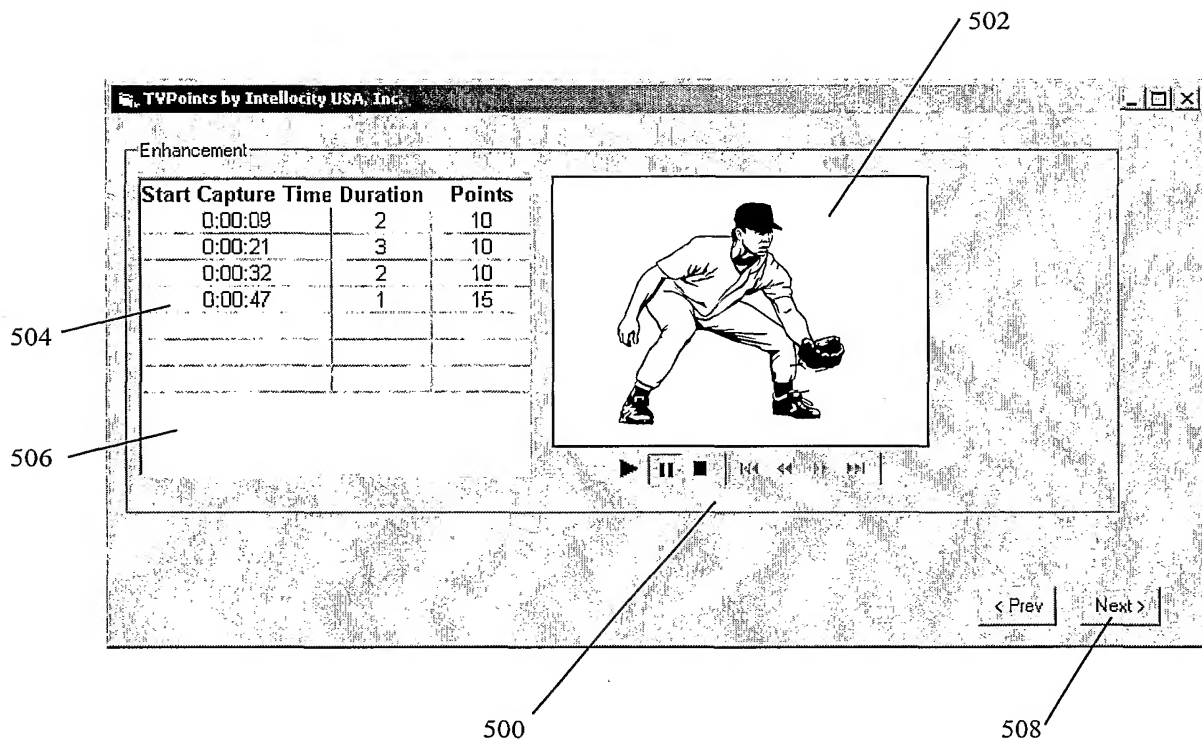 502
TVPoints by Intellocity USA, Inc.
Enhancement
Start Capture Time Duration Points
0:00:09 2 10
0:00:21 3 10
0:00:32 2 10
0:00:47 1 15
504
506
< Prev Next >
500
508